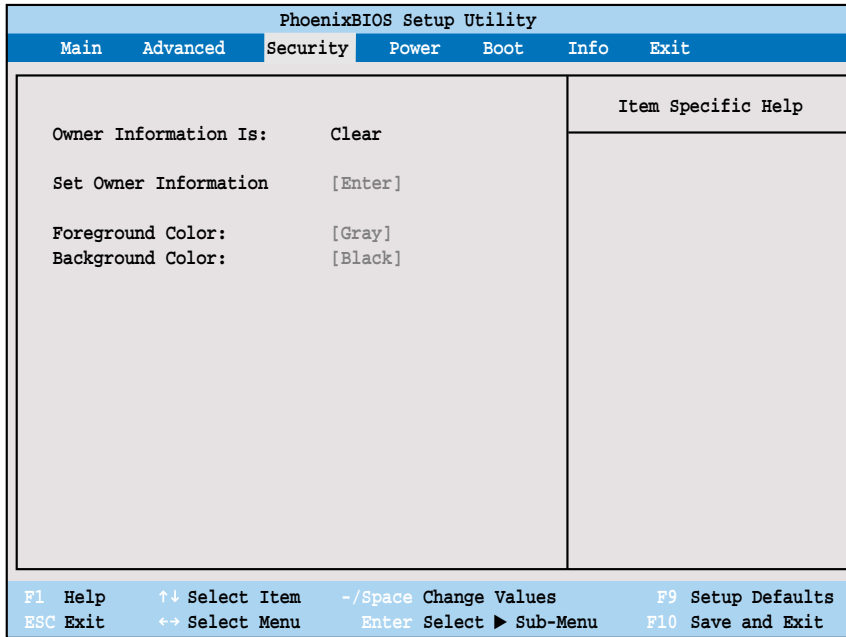 PhoenixBIOS Setup Utility
Main Advanced Security Power Boot Info Exit
Item Specific Help
Owner Information Is: Clear
Set Owner Information [Enter]
Foreground Color: [Gray]
Background Color: [Black]
F1 Help ↑↓ Select Item -/Space Change Values F9 Setup Defaults
ESC Exit ←→ Select Menu Enter Select ▶ Sub-Menu F10 Save and Exit